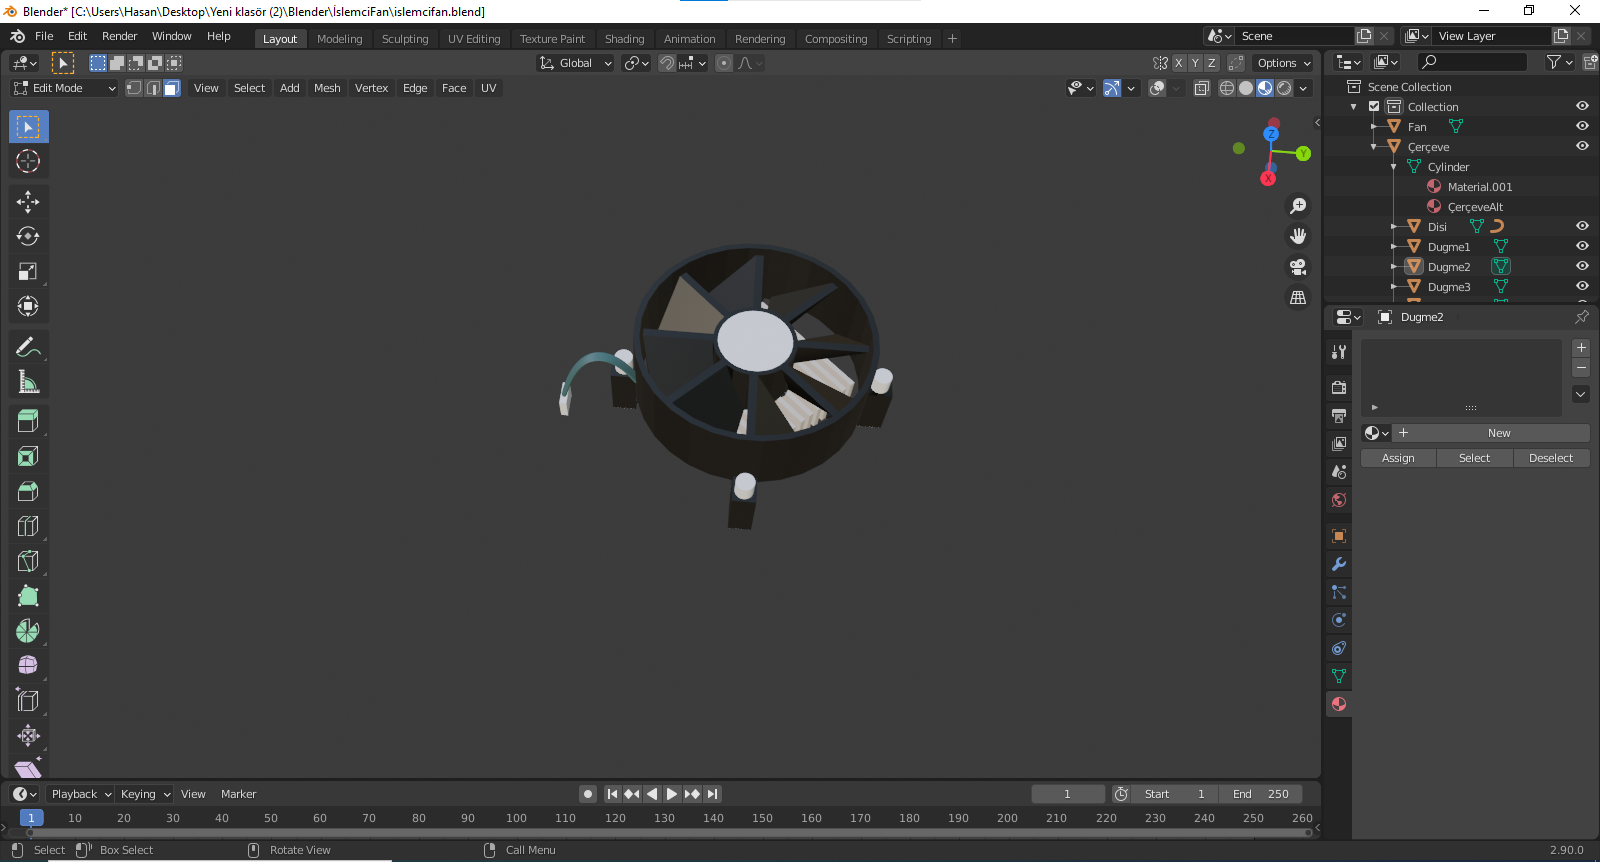 Blender* [C:\Users\Hasan\Desktop\Yeni klasör (2)\Blender\İslemciFan\islemcifan.blend]
File Edit Render Window Help Layout Modeling Sculpting UV Editing Texture Paint Shading Animation Rendering Compositing Scripting + Scene View Layer
Global X Y Z Options
Edit Mode View Select Add Mesh Vertex Edge Face UV
Scene Collection
Collection
Fan
Çerçeve
Cylinder
Material.001
ÇerçeveAlt
Disi
Dugme1
Dugme2
Dugme3
Z
Y
X
Dugme2
+ New
Assign Select Deselect
Playback Keying View Marker 1 Start 1 End 250
1 10 20 30 40 50 60 70 80 90 100 110 120 130 140 150 160 170 180 190 200 210 220 230 240 250 260
Select Box Select Rotate View Call Menu 2.90.0